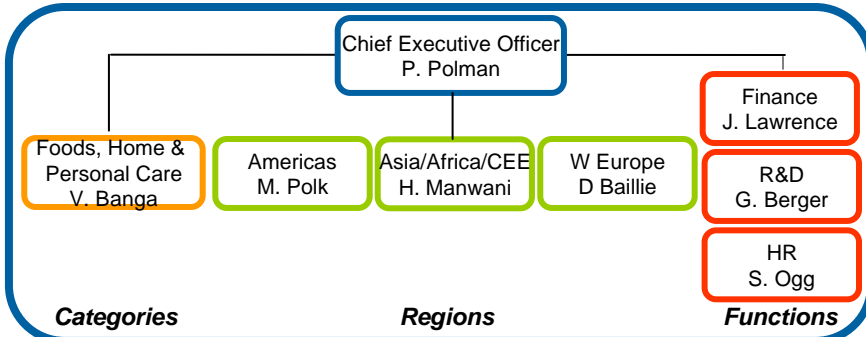 Chief Executive Officer
P. Polman
Finance
J. Lawrence
Foods, Home &
Personal Care
V. Banga
Americas
M. Polk
Asia/Africa/CEE
H. Manwani
W Europe
D Baillie
R&D
G. Berger
HR
S. Ogg
Categories
Regions
Functions